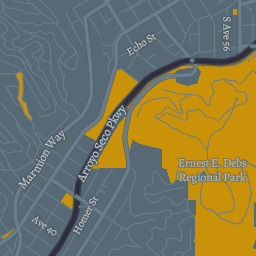 S Ave 56
Echo St
Arroyo Seco Pkwy
Marmion Way
Ernest E. Debs
Regional Park
Homer St
Ave 40